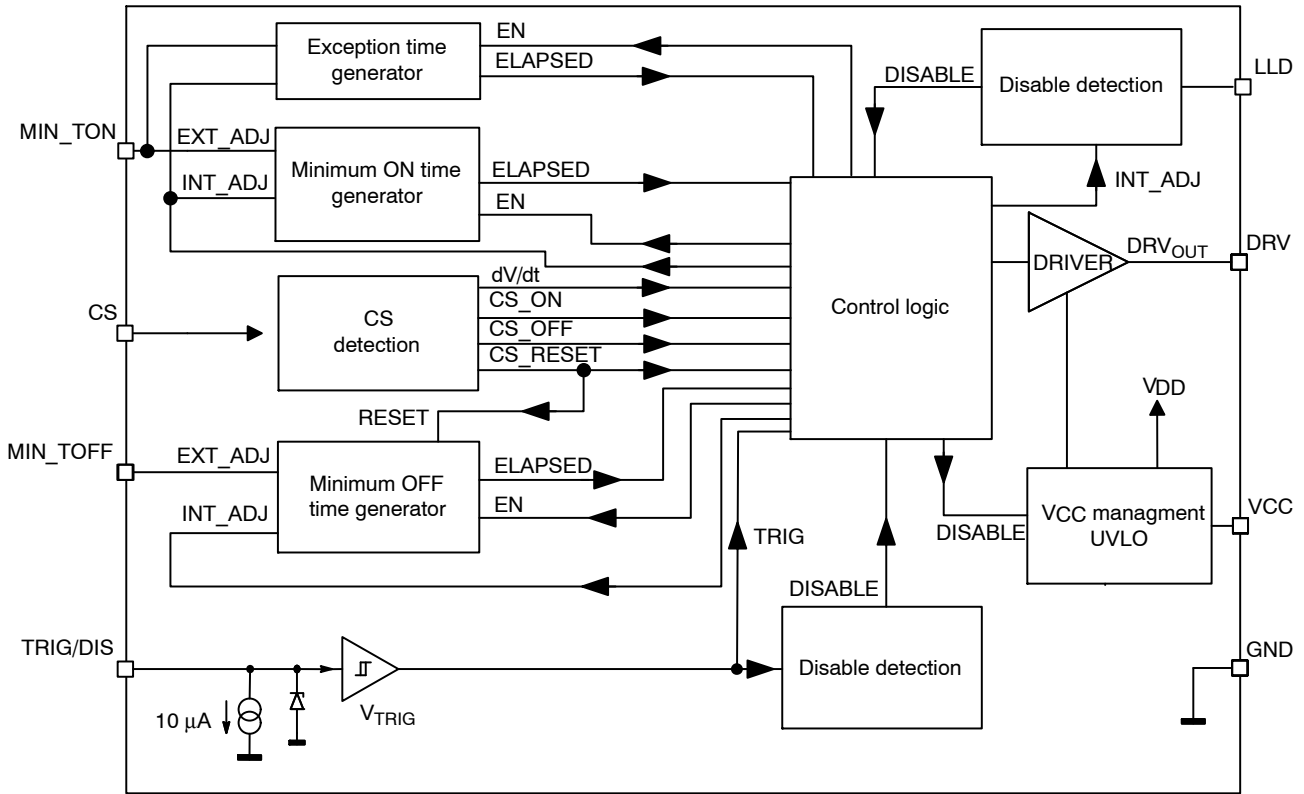 Exception time
generator
EN
ELAPSED
DISABLE
Disable detection
LLD
MIN_TON
EXT_ADJ
INT_ADJ
Minimum ON time
generator
ELAPSED
EN
INT_ADJ
DRIVER
DRVOUT
DRV
CS
CS
detection
dV/dt
CS_ON
CS_OFF
CS_RESET
Control logic
RESET
VDD
MIN_TOFF
EXT_ADJ
INT_ADJ
Minimum OFF
time generator
ELAPSED
EN
TRIG
DISABLE
VCC managment
UVLO
VCC
DISABLE
TRIG/DIS
10 μA
VTRIG
Disable detection
GND